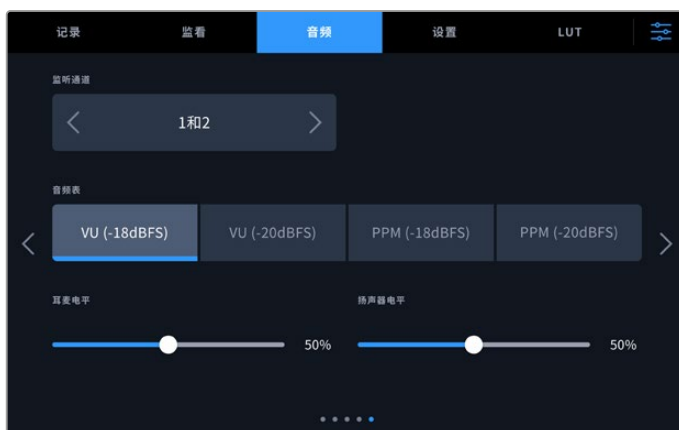 记录 监看 音频 设置 LUT
监听通道
1和2
音频表
VU (-18dBFS) VU (-20dBFS) PPM (-18dBFS) PPM (-20dBFS)
耳麦电平 扬声器电平
50% 50%